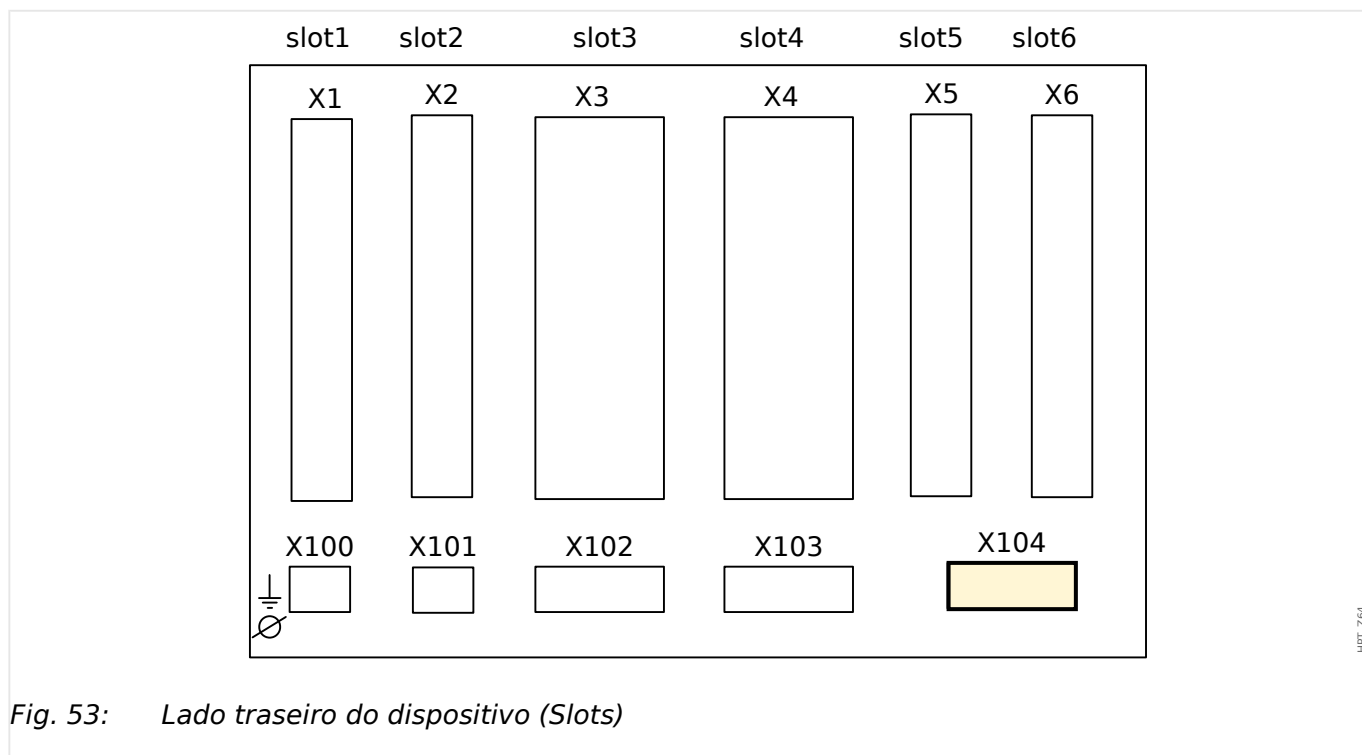 slot1 slot2 slot3 slot4 slot5 slot6
X1 X2 X3 X4 X5 X6
X100 X101 X102 X103 X104
HPT_Z64
Fig. 53: Lado traseiro do dispositivo (Slots)